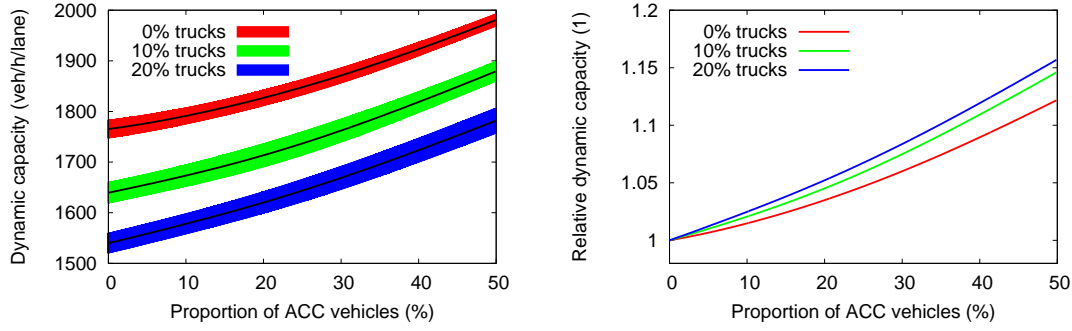 Dynamic capacity (veh/h/lane)
2000
1900
1800
1700
1600
1500
0% trucks
10% trucks
20% trucks
0 10 20 30 40 50
Proportion of ACC vehicles (%)
Relative dynamic capacity (1)
1.2
1.15
1.1
1.05
1
0% trucks
10% trucks
20% trucks
0 10 20 30 40 50
Proportion of ACC vehicles (%)